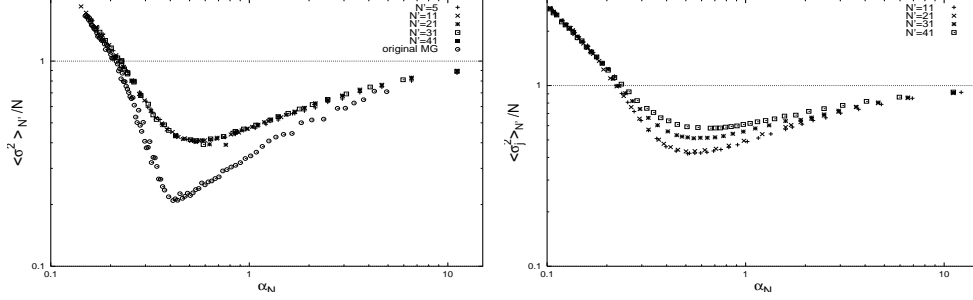 N'=5
N'=11
N'=21
N'=31
N'=41
original MG
1
0.1
0.1
1
10
<σ²>N'/N
αN
N'=11
N'=21
N'=31
N'=41
1
0.1
0.1
1
10
<σj²>N'/N
αN